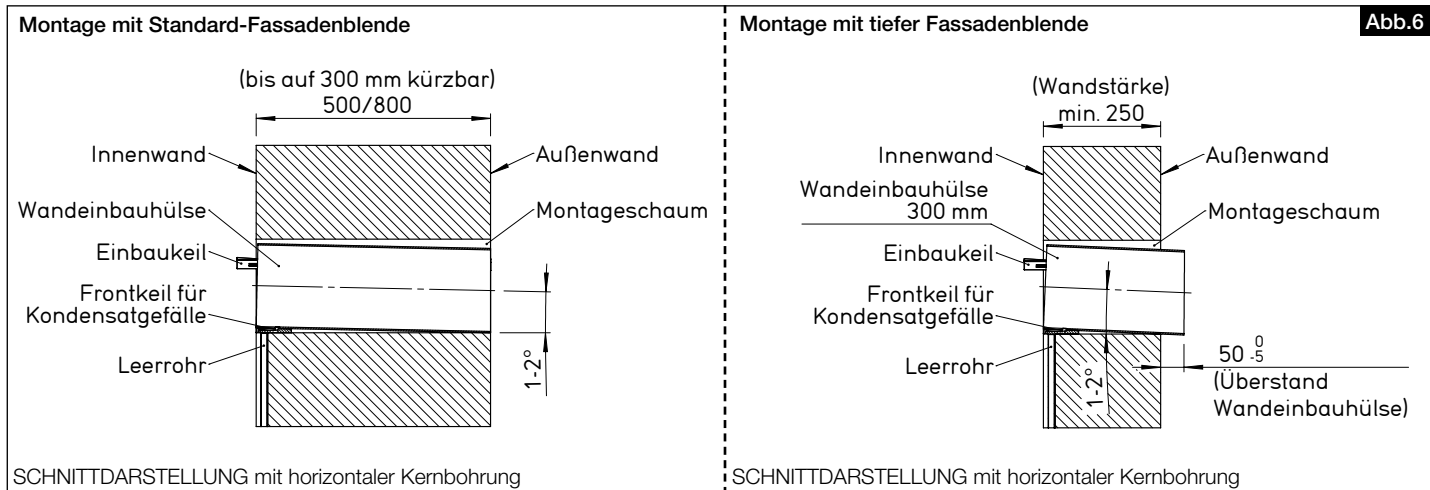 Montage mit Standard-Fassadenblende
(bis auf 300 mm kürzbar)
500/800
Innenwand
Außenwand
Wandeinbauhülse
Montageschaum
Einbaukeil
Frontkeil für
Kondensatgefälle
Leerrohr
1-2°
SCHNITTDARSTELLUNG mit horizontaler Kernbohrung
Montage mit tiefer Fassadenblende
Abb.6
(Wandstärke)
min. 250
Innenwand
Außenwand
Wandeinbauhülse
300 mm
Montageschaum
Einbaukeil
Frontkeil für
Kondensatgefälle
Leerrohr
1-2°
50 0 -5
(Überstand
Wandeinbauhülse)
SCHNITTDARSTELLUNG mit horizontaler Kernbohrung